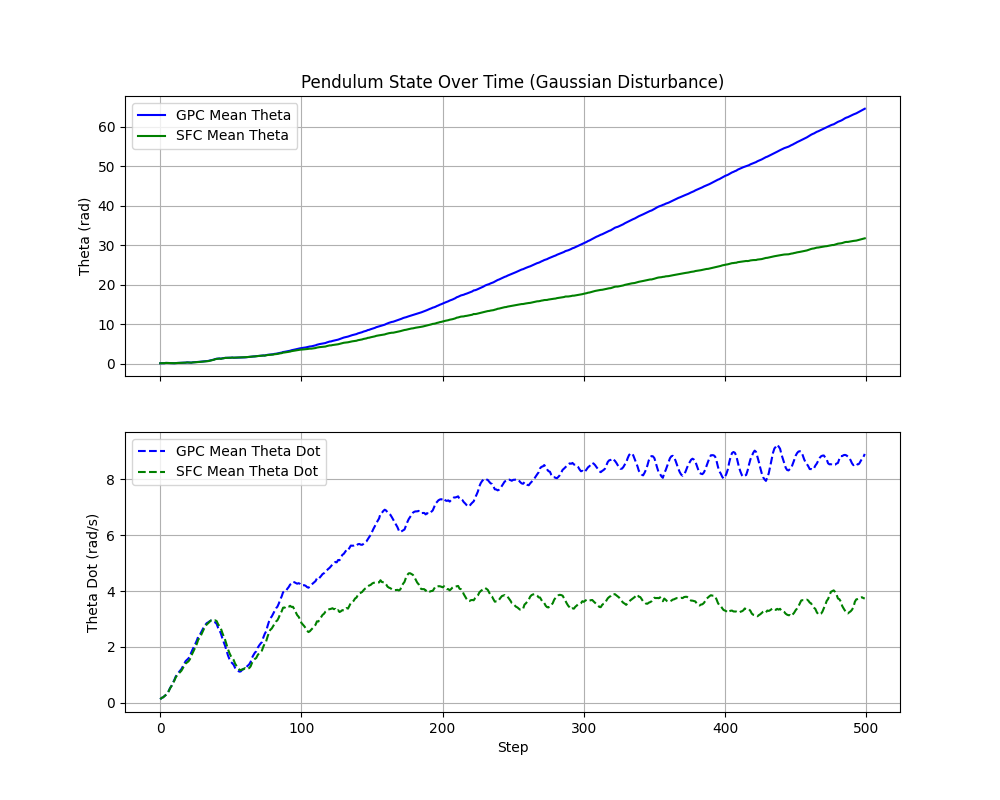 Pendulum State Over Time (Gaussian Disturbance)
GPC Mean Theta
SFC Mean Theta
Theta (rad)
60
50
40
30
20
10
0
GPC Mean Theta Dot
SFC Mean Theta Dot
Theta Dot (rad/s)
8
6
4
2
0
0 100 200 300 400 500
Step